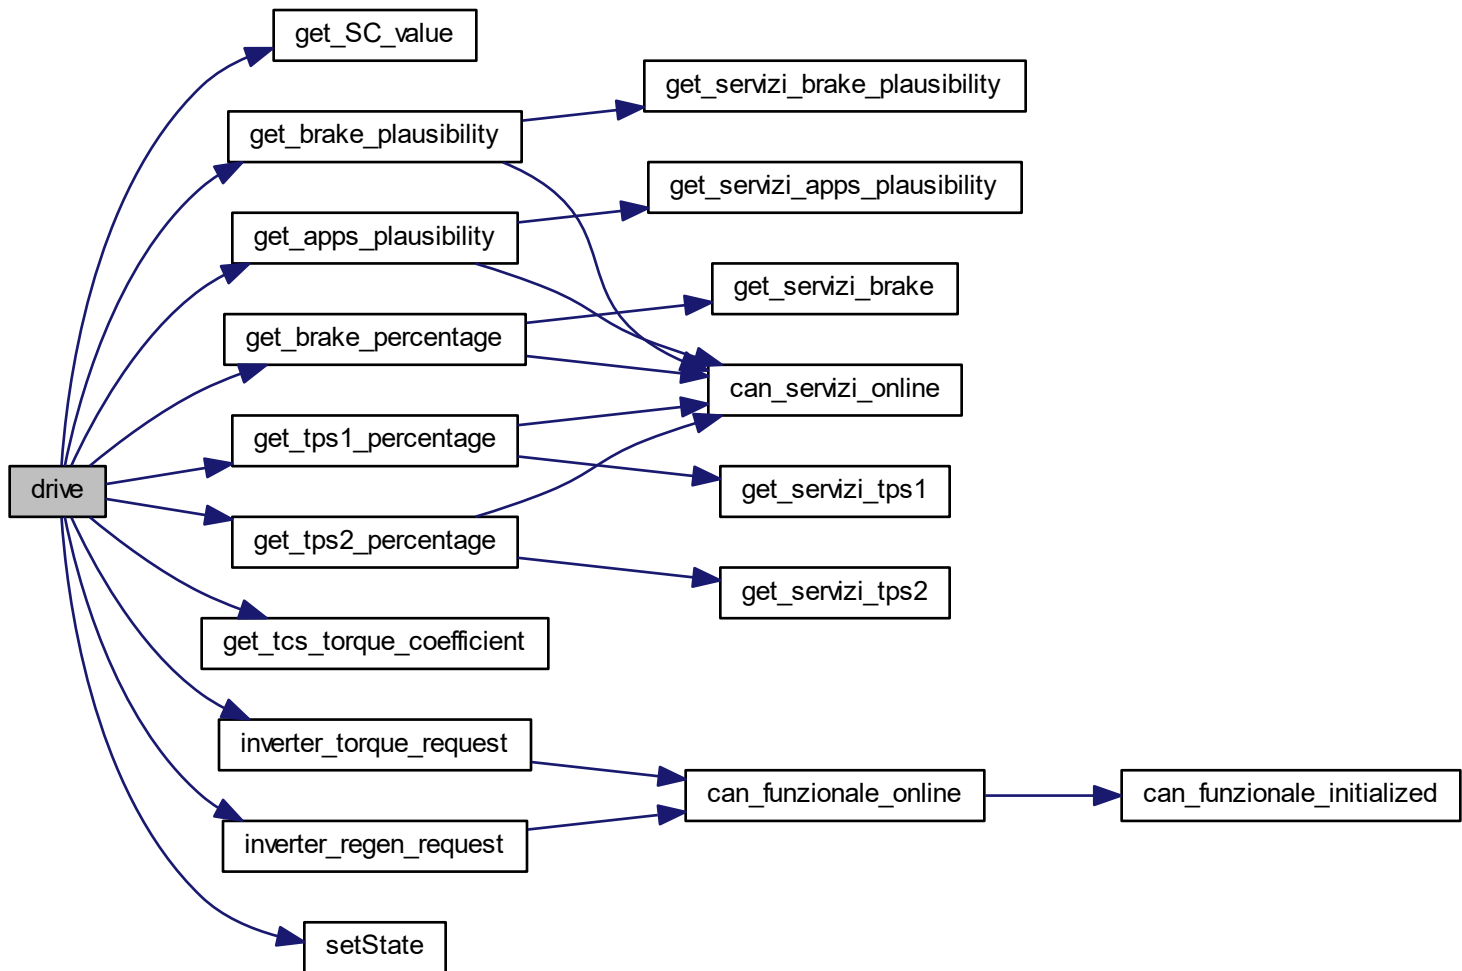 get_SC_value
get_servizi_brake_plausibility
get_brake_plausibility
get_servizi_apps_plausibility
get_apps_plausibility
get_servizi_brake
get_brake_percentage
can_servizi_online
get_tps1_percentage
drive
get_servizi_tps1
get_tps2_percentage
get_servizi_tps2
get_tcs_torque_coefficient
inverter_torque_request
can_funzionale_online
can_funzionale_initialized
inverter_regen_request
setState